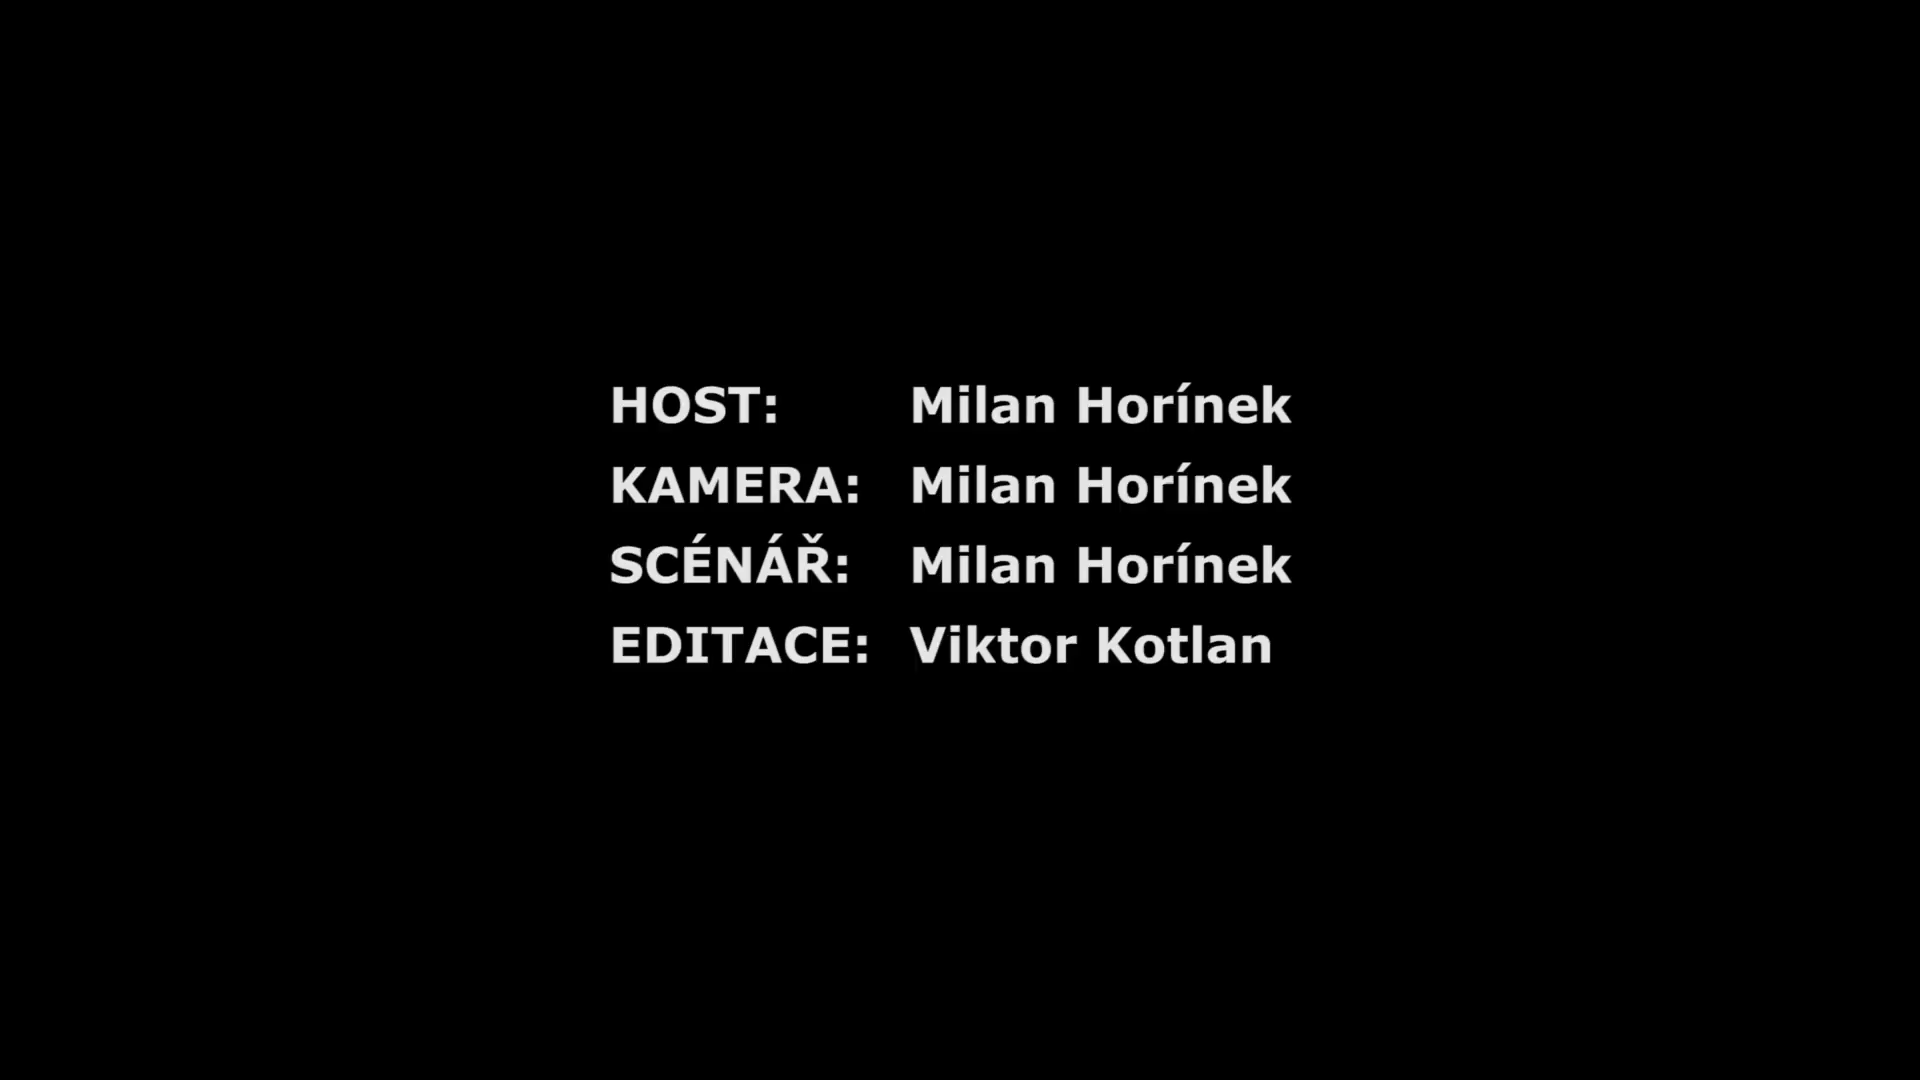 HOST: Milan Horínek
KAMERA: Milan Horínek
SCÉNÁŘ: Milan Horínek
EDITACE: Viktor Kotlan